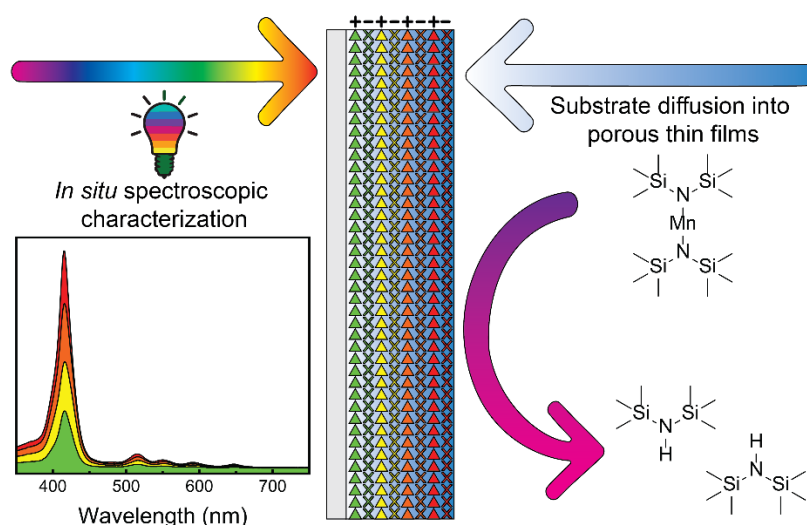 +-+-+-+-
Substrate diffusion into
porous thin films
In situ spectroscopic
characterization
Si Si
N
Mn
N
Si Si
Si Si
N
H
H
N
Si Si
400 500 600 700
Wavelength (nm)